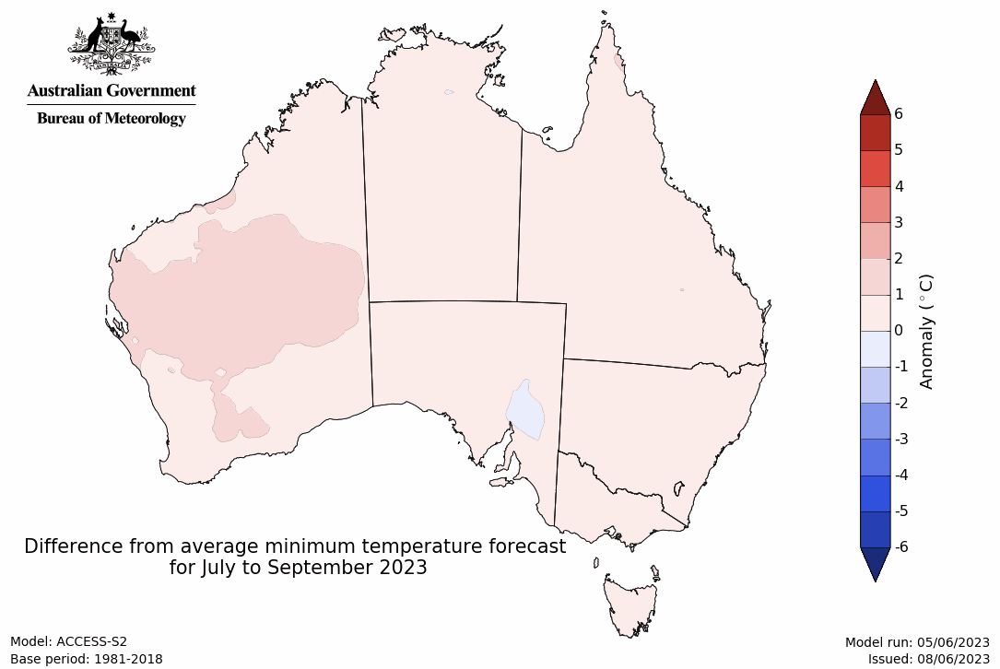 AUSTRALIA
Australian Government
Bureau of Meteorology
6
5
4
3
2
1
0
-1
-2
-3
-4
-5
-6
Anomaly (°C)
Difference from average minimum temperature forecast
for July to September 2023
Model: ACCESS-S2
Base period: 1981-2018
Model run: 05/06/2023
Issued: 08/06/2023